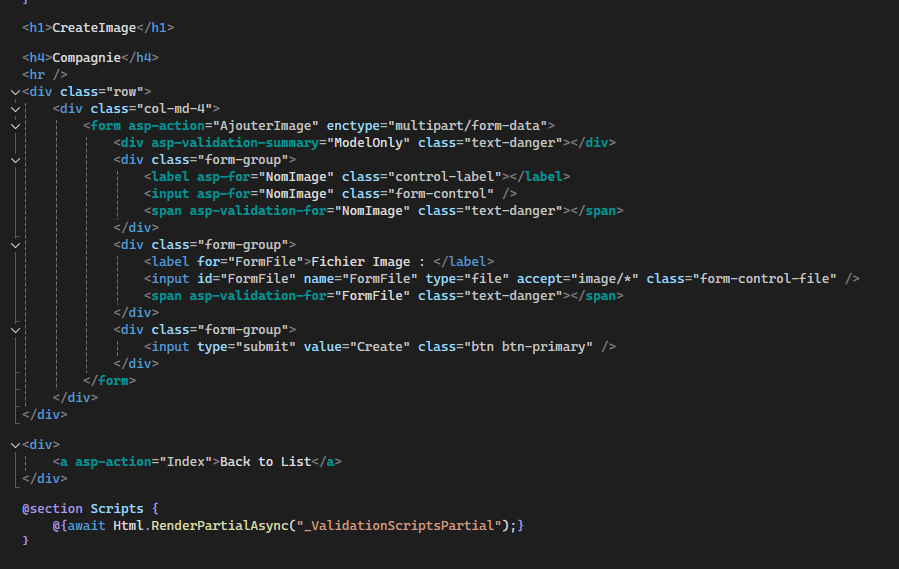 }
<h1>CreateImage</h1>
<h4>Compagnie</h4>
<hr />
<div class="row">
<div class="col-md-4">
<form asp-action="AjouterImage" enctype="multipart/form-data">
<div asp-validation-summary="ModelOnly" class="text-danger"></div>
<div class="form-group">
<label asp-for="NomImage" class="control-label"></label>
<input asp-for="NomImage" class="form-control" />
<span asp-validation-for="NomImage" class="text-danger"></span>
</div>
<div class="form-group">
<label for="FormFile">Fichier Image : </label>
<input id="FormFile" name="FormFile" type="file" accept="image/*" class="form-control-file" />
<span asp-validation-for="FormFile" class="text-danger"></span>
</div>
<div class="form-group">
<input type="submit" value="Create" class="btn btn-primary" />
</div>
</form>
</div>
</div>
<div>
<a asp-action="Index">Back to List</a>
</div>
@section Scripts {
@{await Html.RenderPartialAsync("_ValidationScriptsPartial");}
}